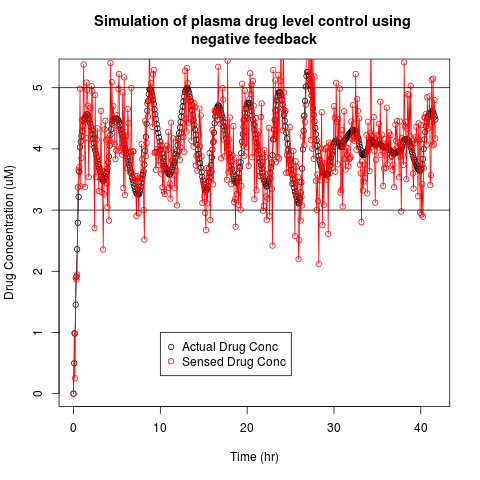 Simulation of plasma drug level control using
negative feedback
5
4
3
2
1
0
Drug Concentration (uM)
Actual Drug Conc
Sensed Drug Conc
0 10 20 30 40
Time (hr)